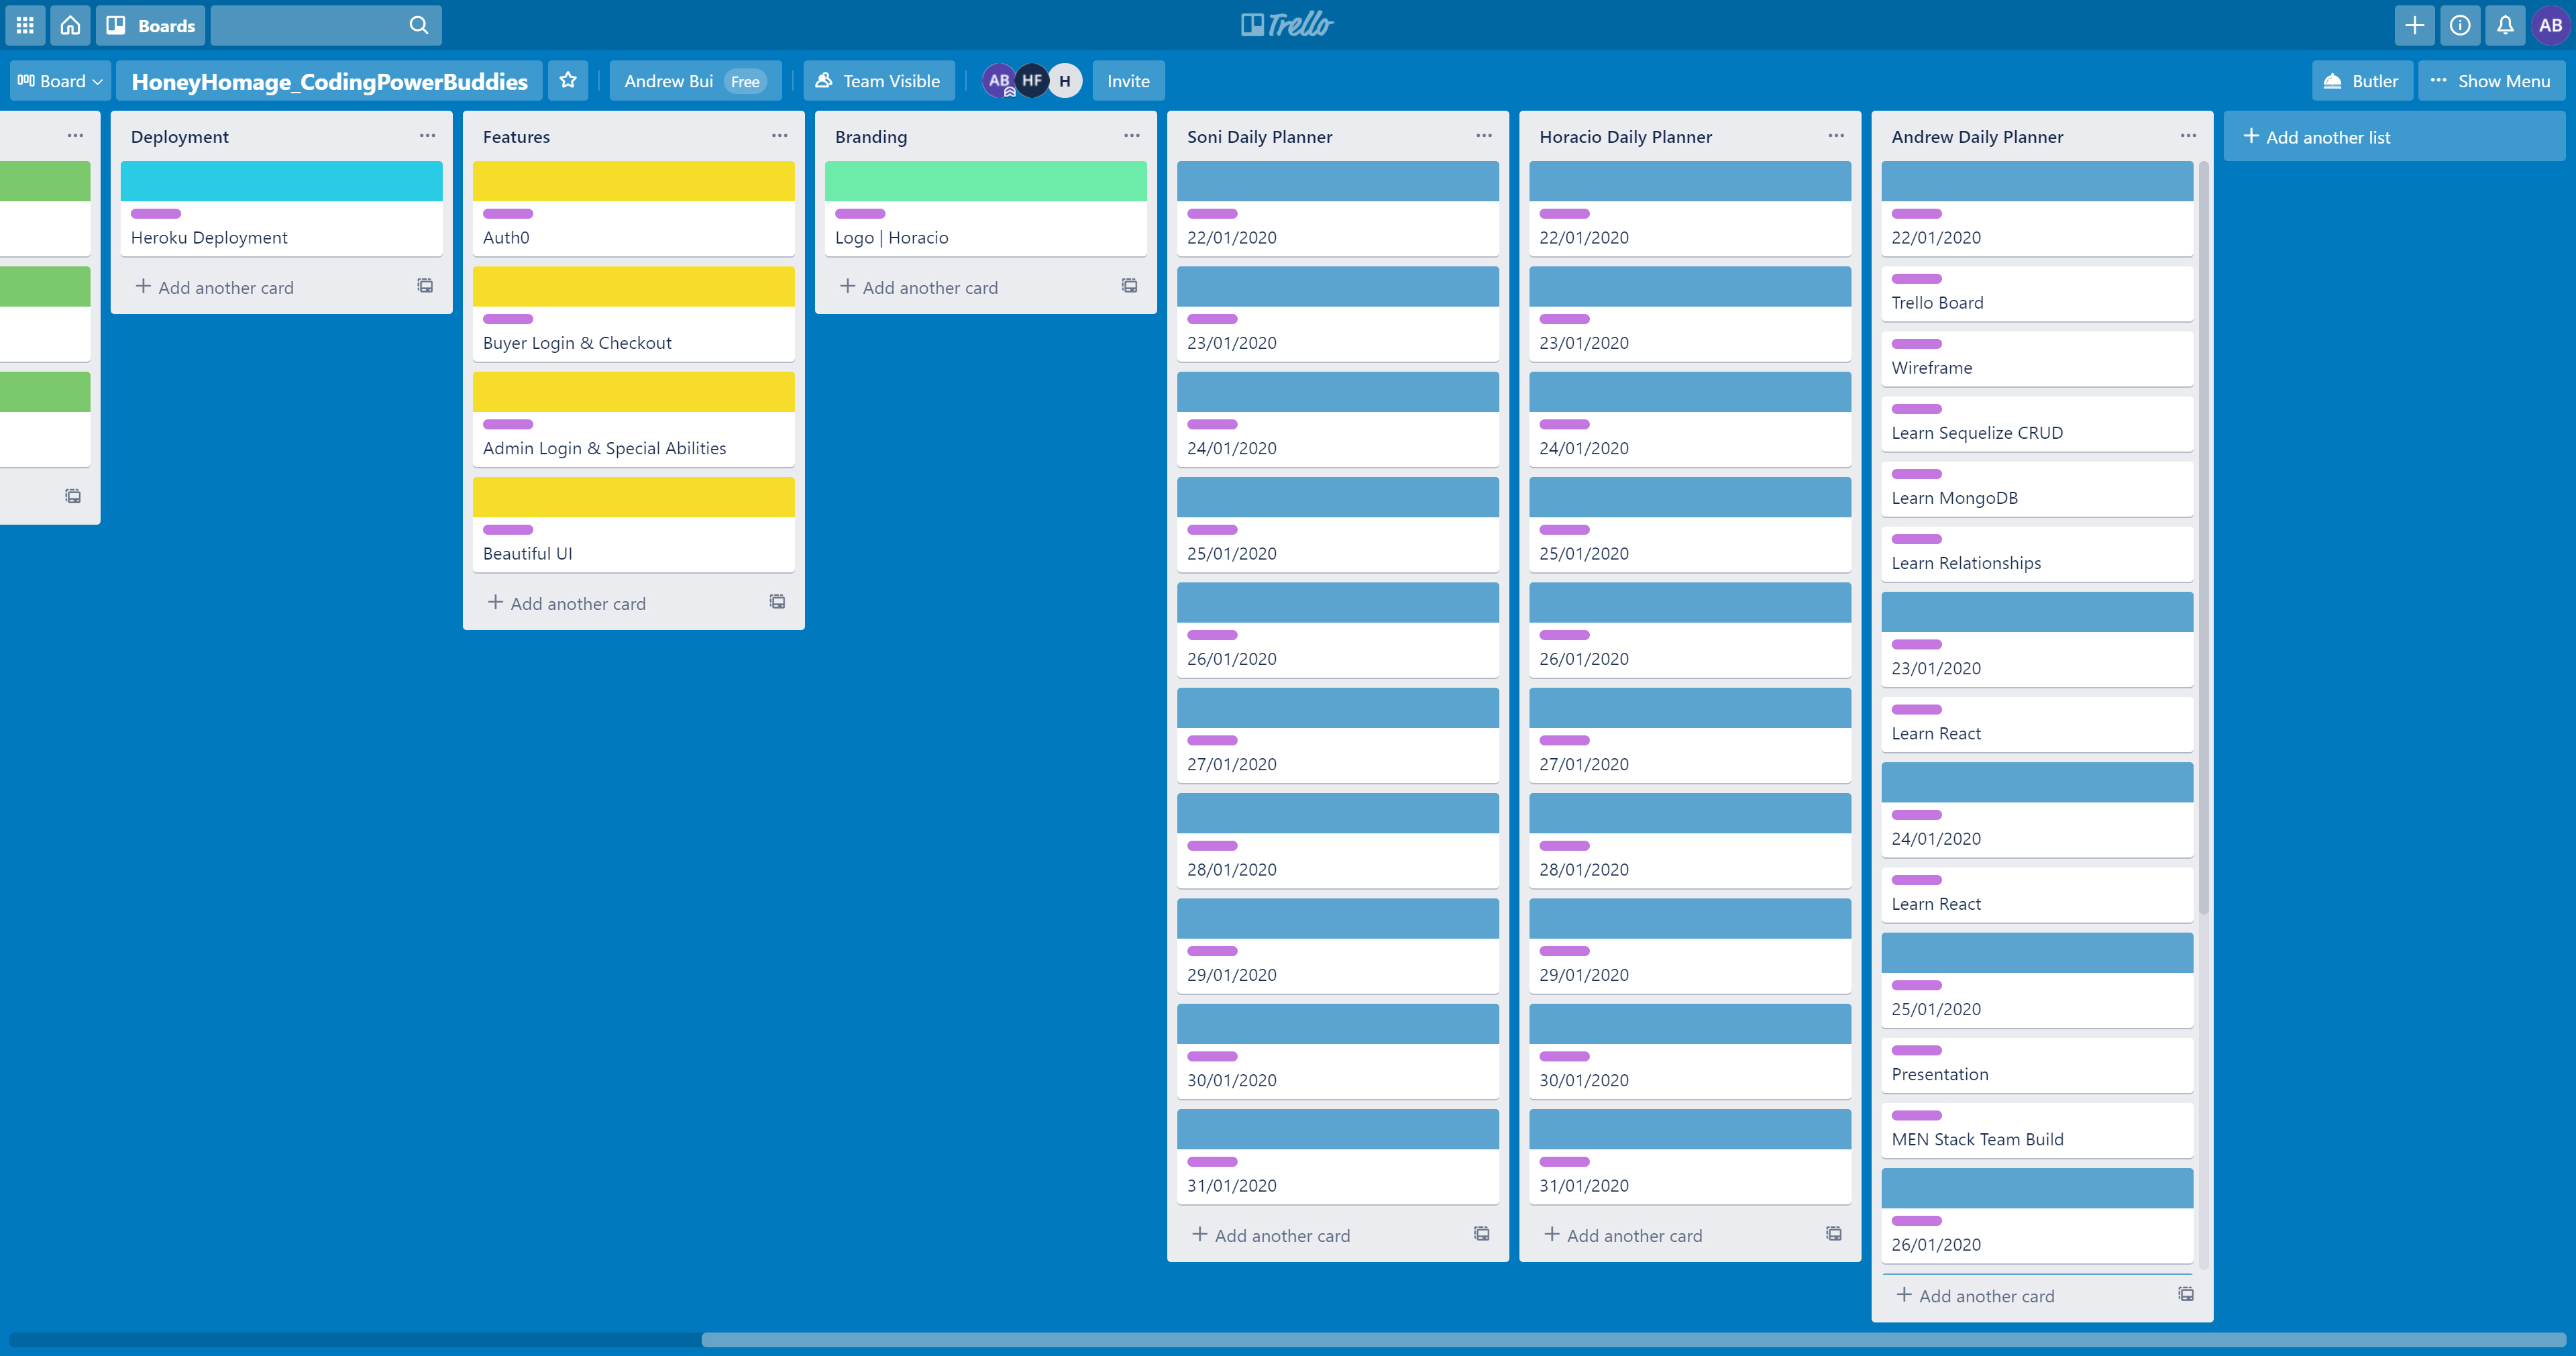 Boards
Trello
AB
Board
HoneyHomage_CodingPowerBuddies
Andrew Bui Free
Team Visible
AB HF H
Invite
Butler
Show Menu
Deployment
Heroku Deployment
Add another card
Features
Auth0
Buyer Login & Checkout
Admin Login & Special Abilities
Beautiful UI
Add another card
Branding
Logo | Horacio
Add another card
Soni Daily Planner
22/01/2020
23/01/2020
24/01/2020
25/01/2020
26/01/2020
27/01/2020
28/01/2020
29/01/2020
30/01/2020
31/01/2020
Add another card
Horacio Daily Planner
22/01/2020
23/01/2020
24/01/2020
25/01/2020
26/01/2020
27/01/2020
28/01/2020
29/01/2020
30/01/2020
31/01/2020
Add another card
Andrew Daily Planner
22/01/2020
Trello Board
Wireframe
Learn Sequelize CRUD
Learn MongoDB
Learn Relationships
23/01/2020
Learn React
24/01/2020
Learn React
25/01/2020
Presentation
MEN Stack Team Build
26/01/2020
Add another card
Add another list